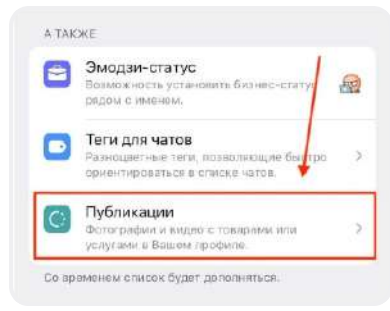 А ТАКЖЕ
Эмодзи-статус
Возможность установить бизнес-статус
рядом с именем.
Теги для чатов
Разноцветные теги, позволяющие быстро
ориентироваться в списке чатов.
Публикации
Фотографии и видео с товарами или
услугами в Вашем профиле.
Со временем список будет дополняться.